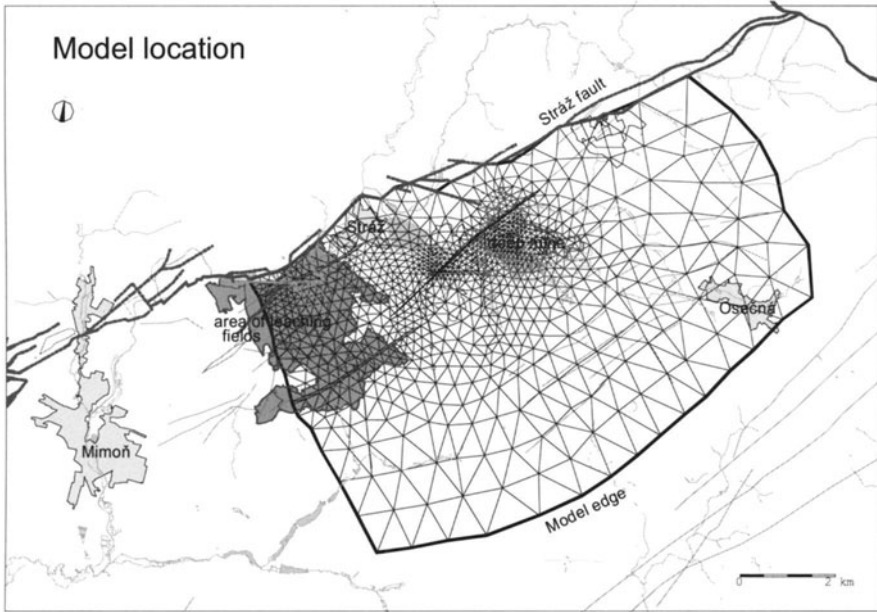 Model location
Stráž fault
Stráž
deep mine
area of leaching
fields
Osečná
Mimoň
Model edge
0 2 km